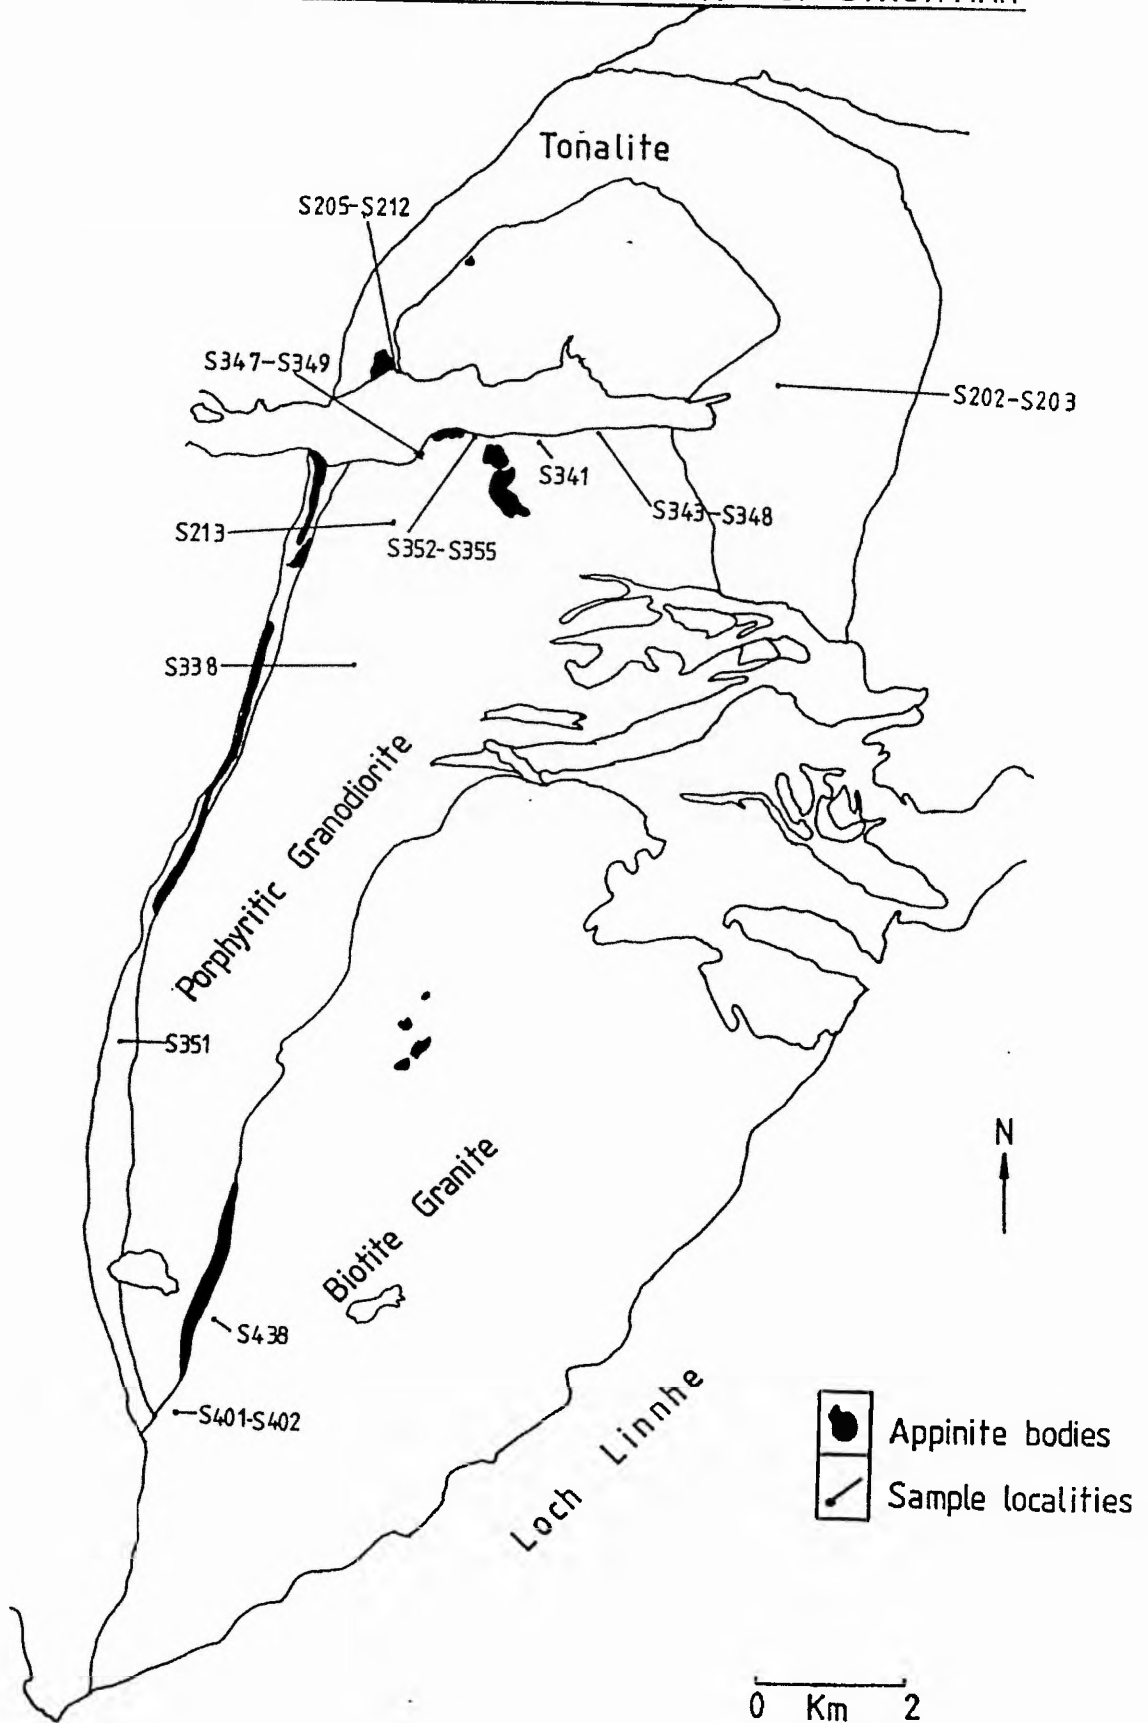 Tonalite
S205-S212
S347-S349
S202-S203
S341
S343-S348
S213
S352-S355
S338
Porphyritic Granodiorite
S351
N
Biotite Granite
S438
S401-S402
Loch Linnhe
Appinite bodies
Sample localities
0 Km 2